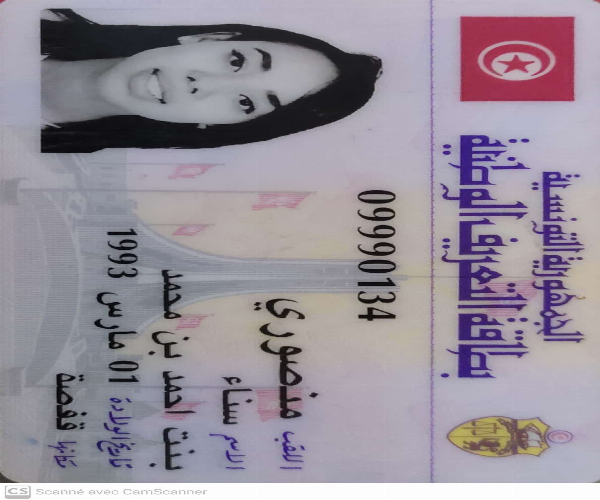 الجمهورية التونسية
بطاقة التعريف الوطنية
09990134
اللقب منصوري
الاسم سناء
بنت احمد بن محمد
تاريخ الولادة 01 مارس 1993
مكانها قفصة
CS Scanné avec CamScanner